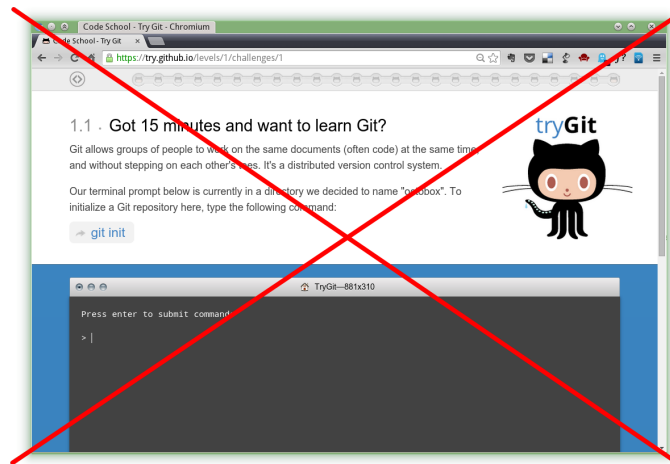 Code School - Try Git - Chromium
Code School - Try Git
https://try.github.io/levels/1/challenges/1
1.1 · Got 15 minutes and want to learn Git?
Git allows groups of people to work on the same documents (often code) at the same time,
and without stepping on each other's toes. It's a distributed version control system.
Our terminal prompt below is currently in a directory we decided to name "octobox". To
initialize a Git repository here, type the following command:
git init
tryGit
TryGit—881x310
Press enter to submit commands
>